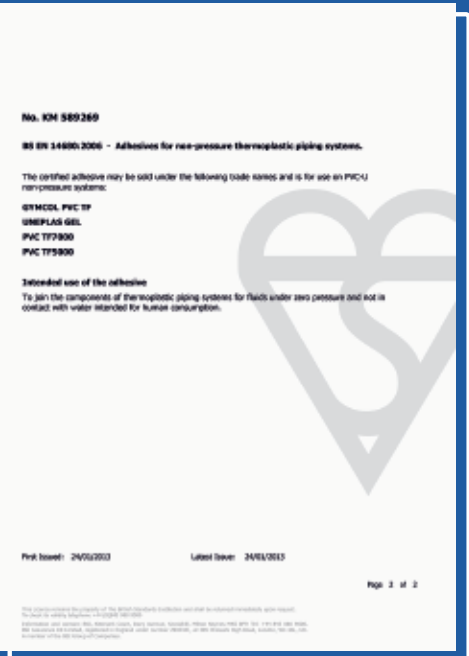 No. KM 589269
BS EN 14680:2006 - Adhesives for non-pressure thermoplastic piping systems.
The certified adhesive may be sold under the following trade names and is for use on PVC-U
non-pressure systems:
GYMCOL PVC TF
UNEPLAS GEL
PVC TF7000
PVC TF5000
Intended use of the adhesive
To join the components of thermoplastic piping systems for fluids under zero pressure and not in
contact with water intended for human consumption.
First Issued: 24/01/2013 Latest Issue: 24/01/2013
Page 2 of 2